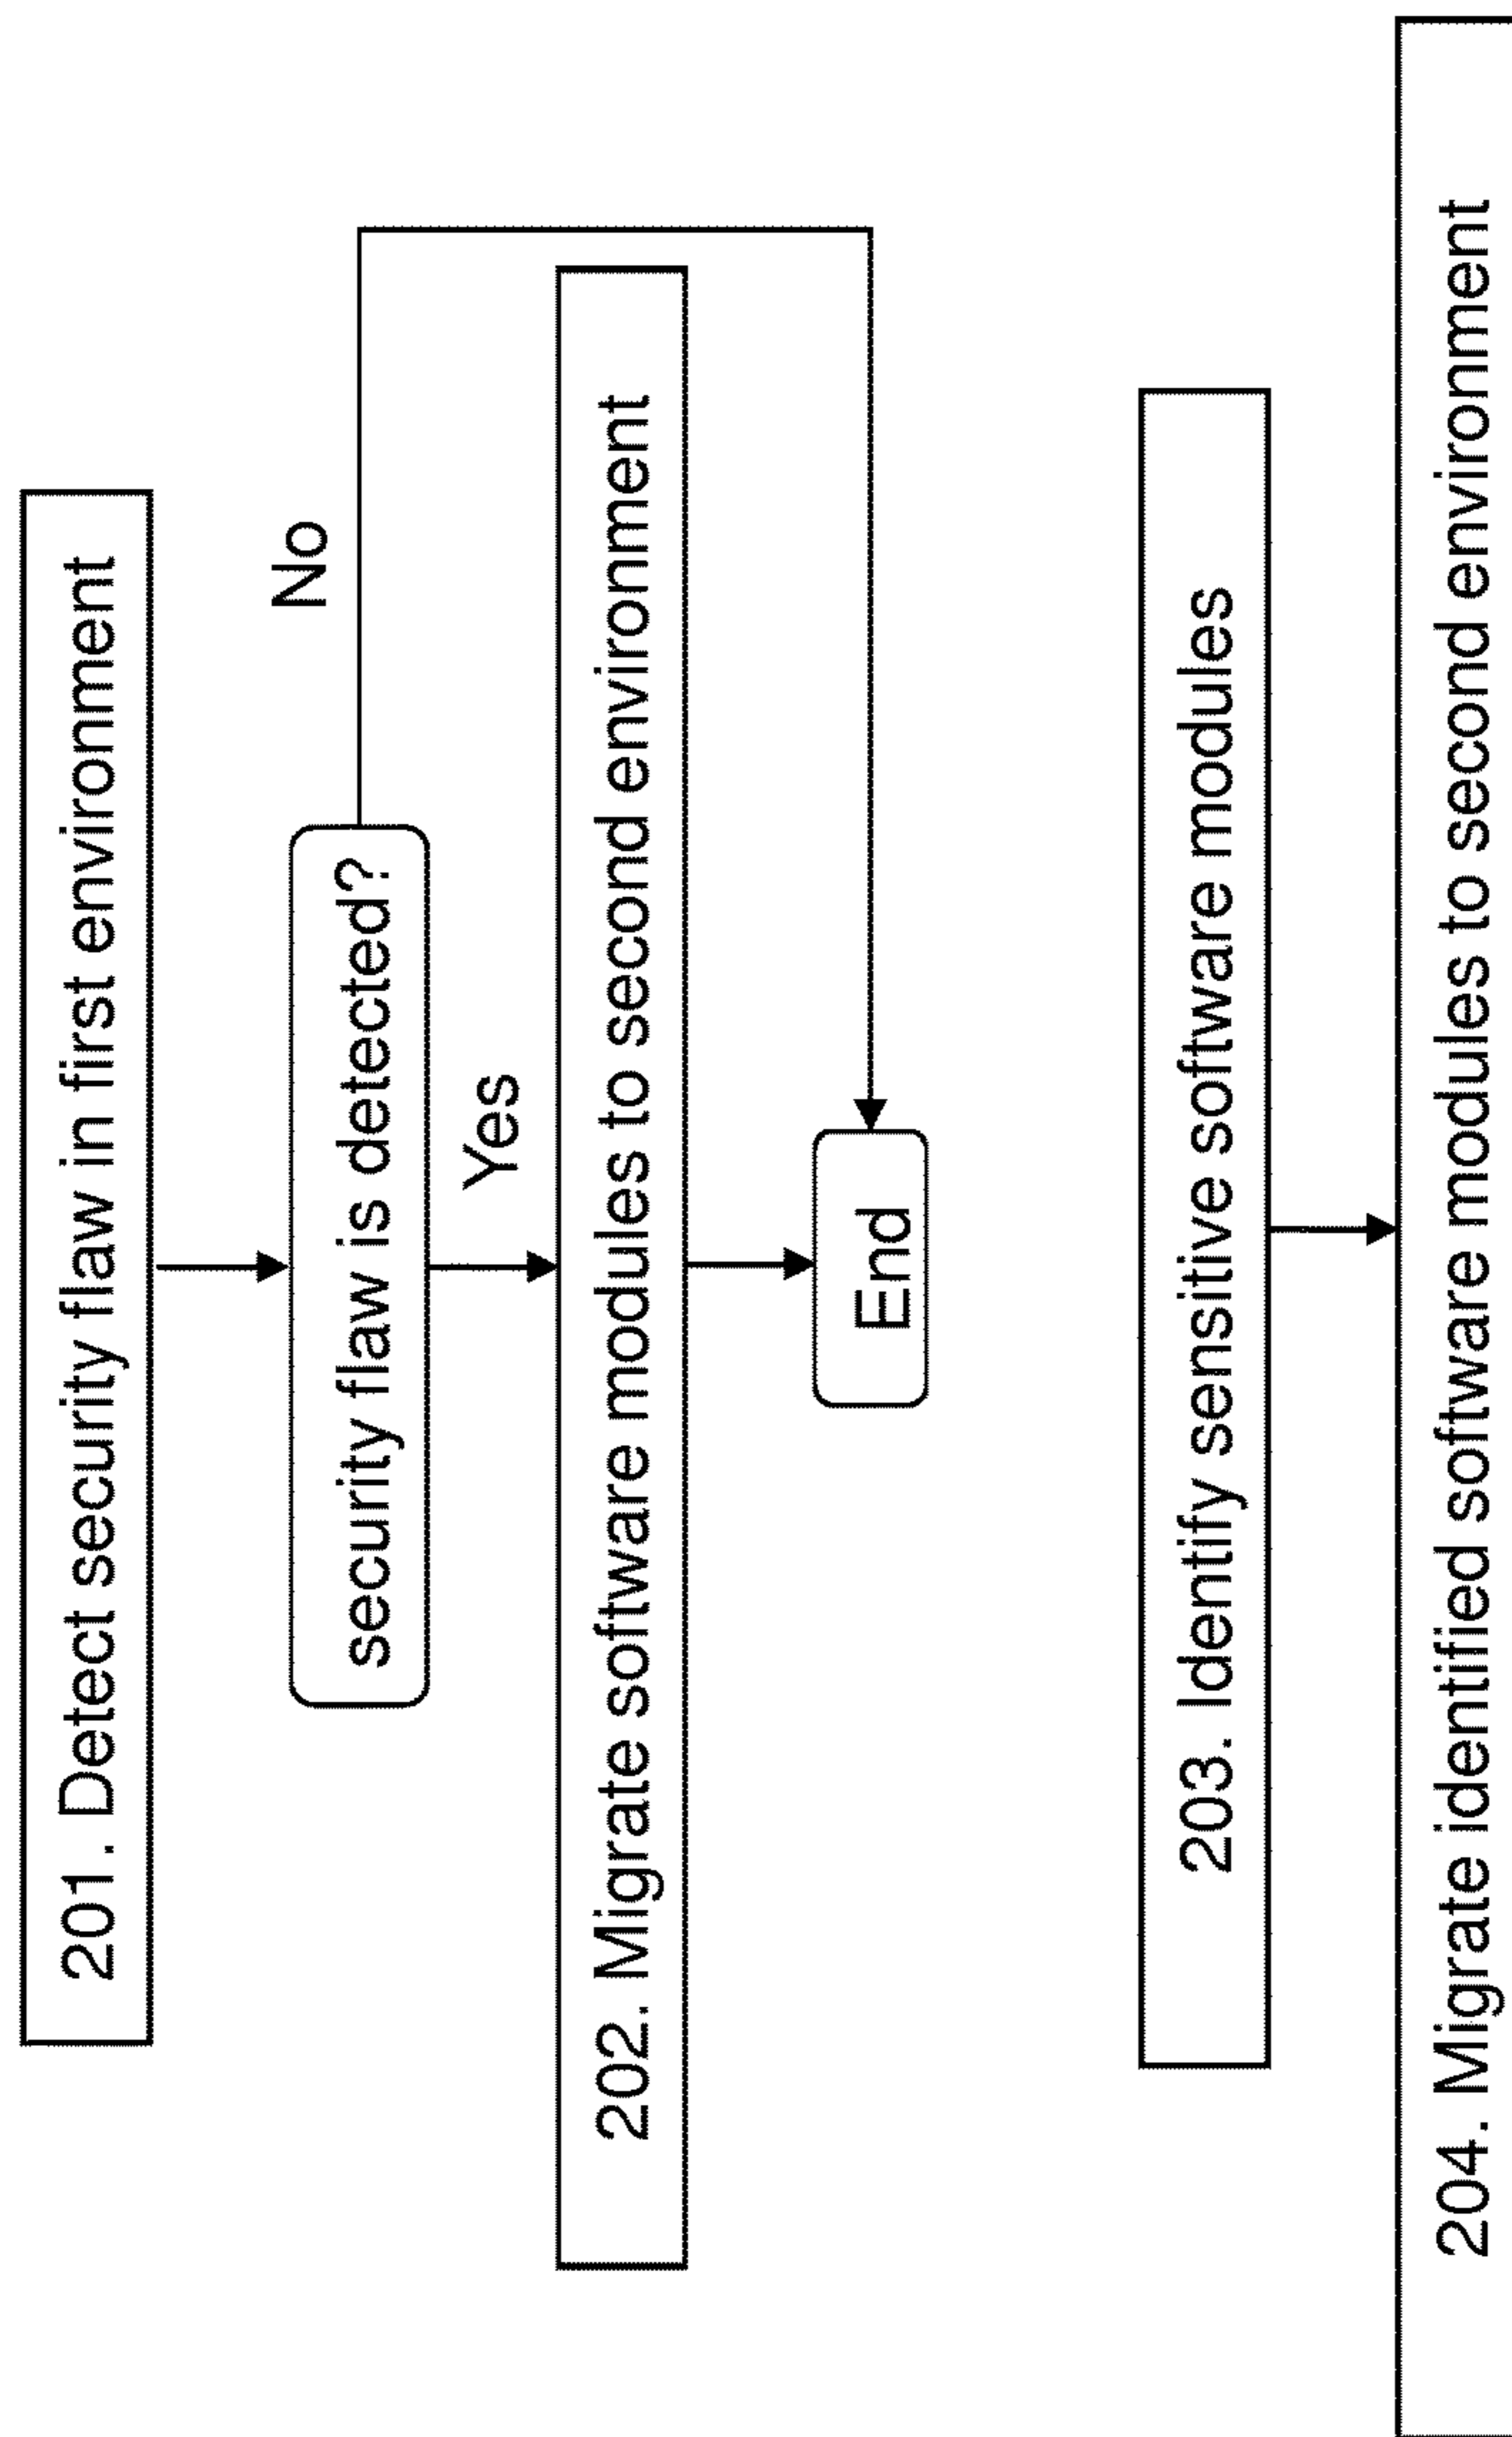 201. Detect security flaw in first environment
security flaw is detected?
No
Yes
202. Migrate software modules to second environment
End
203. Identify sensitive software modules
204. Migrate identified software modules to second environment